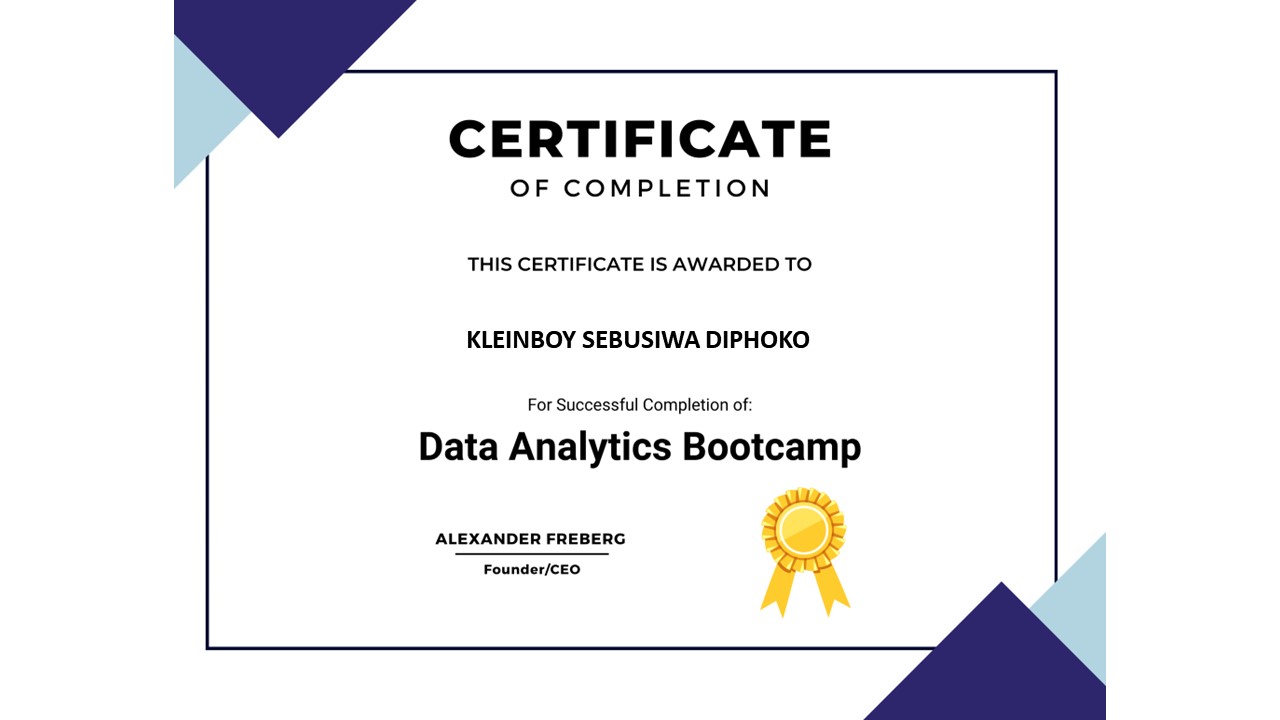 CERTIFICATE
OF COMPLETION
THIS CERTIFICATE IS AWARDED TO
KLEINBOY SEBUSIWA DIPHOKO
For Successful Completion of:
Data Analytics Bootcamp
ALEXANDER FREBERG
Founder/CEO